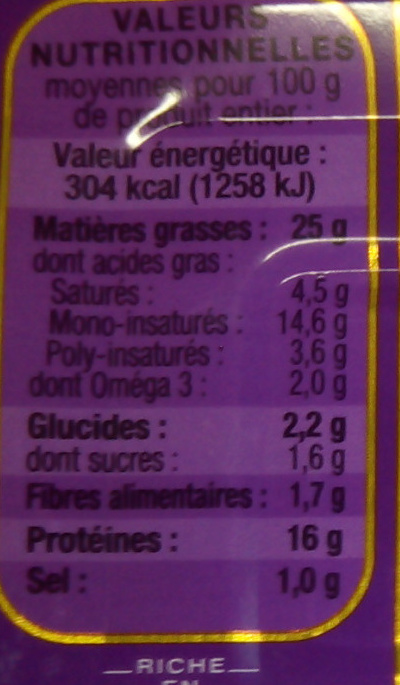 VALEURS
NUTRITIONNELLES
moyennes pour 100 g
de produit entier :
Valeur énergétique :
304 kcal (1258 kJ)
Matières grasses : 25 g
dont acides gras :
Saturés : 4,5 g
Mono-insaturés : 14,6 g
Poly-insaturés : 3,6 g
dont Oméga 3 : 2,0 g
Glucides : 2,2 g
dont sucres : 1,6 g
Fibres alimentaires : 1,7 g
Protéines : 16 g
Sel : 1,0 g
RICHE
EN